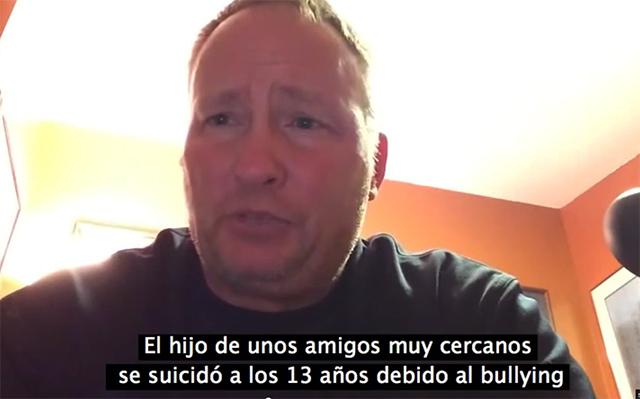 El hijo de unos amigos muy cercanos
se suicidó a los 13 años debido al bullying